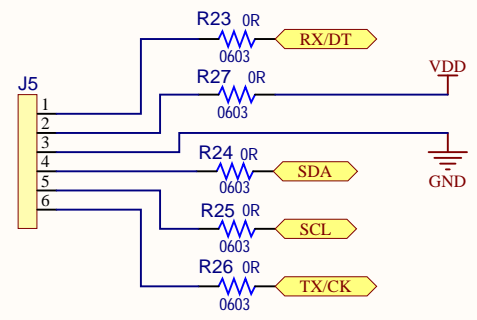 R23 0R
RX/DT
0603
R27 0R
VDD
0603
J5
1
2
3
4
5
6
R24 0R
SDA
0603
GND
R25 0R
SCL
0603
R26 0R
TX/CK
0603